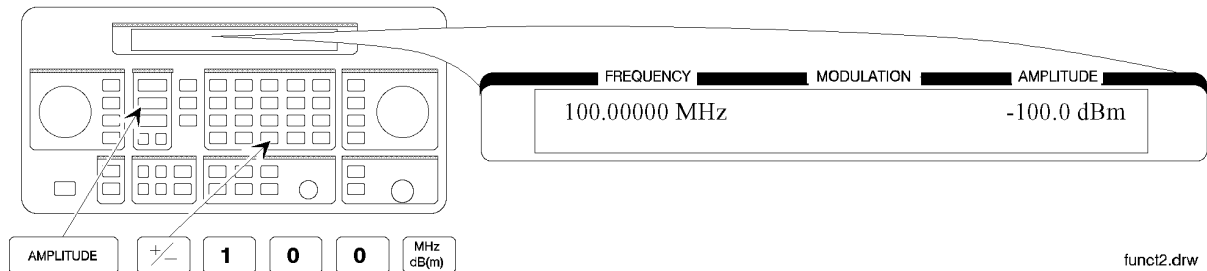 FREQUENCY MODULATION AMPLITUDE
100.00000 MHz -100.0 dBm
AMPLITUDE +/− 1 0 0 MHz dB(m)
funct2.drw